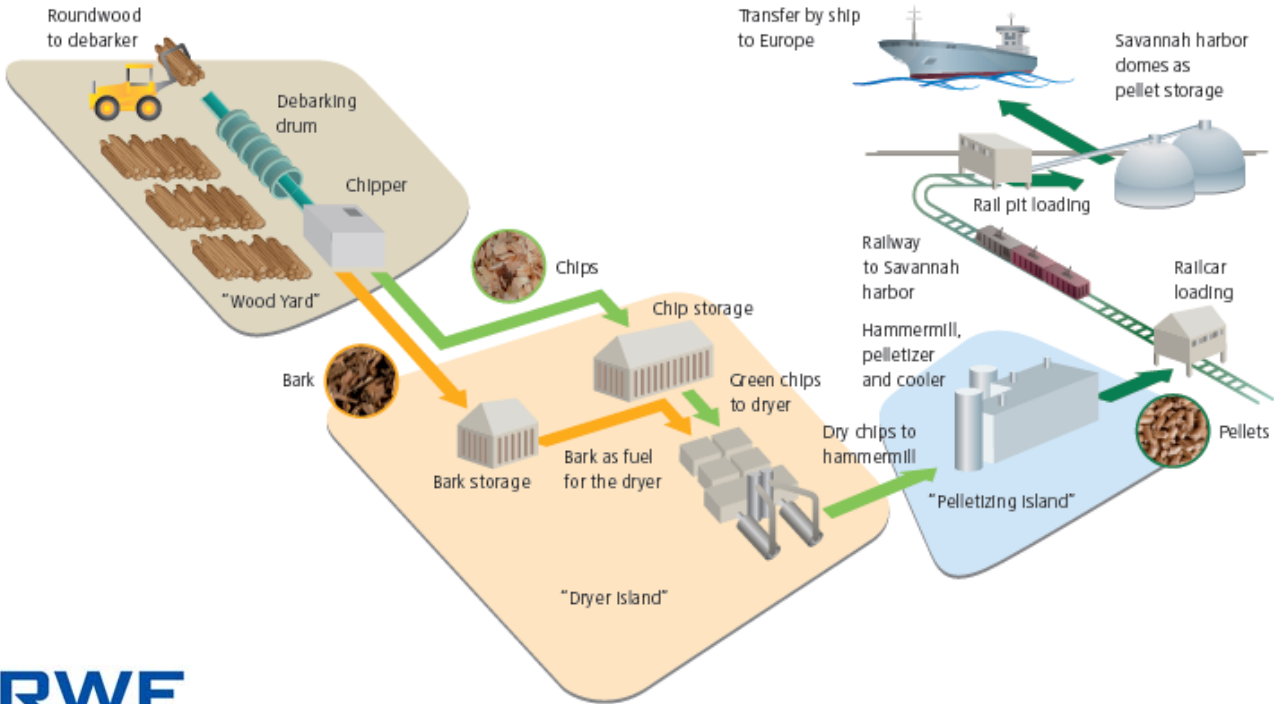 Roundwood
to debarker
Debarking
drum
Chipper
"Wood Yard"
Chips
Bark
Chip storage
Green chips
to dryer
Bark storage
Bark as fuel
for the dryer
"Dryer Island"
Dry chips to
hammermill
Hammermill,
pelletizer
and cooler
"Pelletizing Island"
Pellets
Railcar
loading
Railway
to Savannah
harbor
Rail pit loading
Savannah harbor
domes as
pellet storage
Transfer by ship
to Europe
RWE